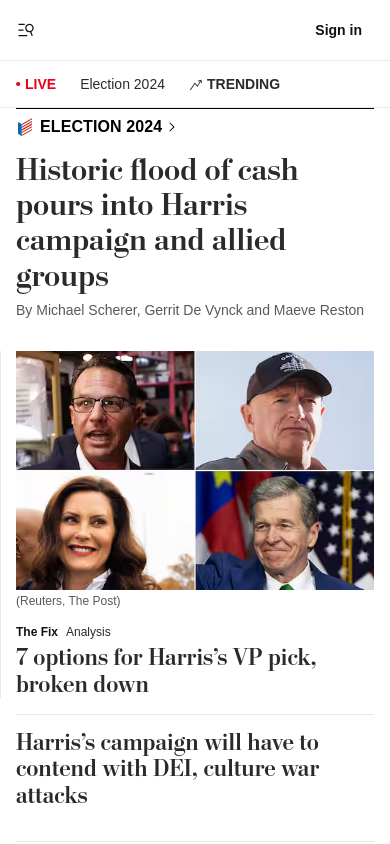 Sign in
LIVE
Election 2024
TRENDING
ELECTION 2024
Historic flood of cash
pours into Harris
campaign and allied
groups
By Michael Scherer, Gerrit De Vynck and Maeve Reston
(Reuters, The Post)
The Fix Analysis
7 options for Harris’s VP pick,
broken down
Harris’s campaign will have to
contend with DEI, culture war
attacks